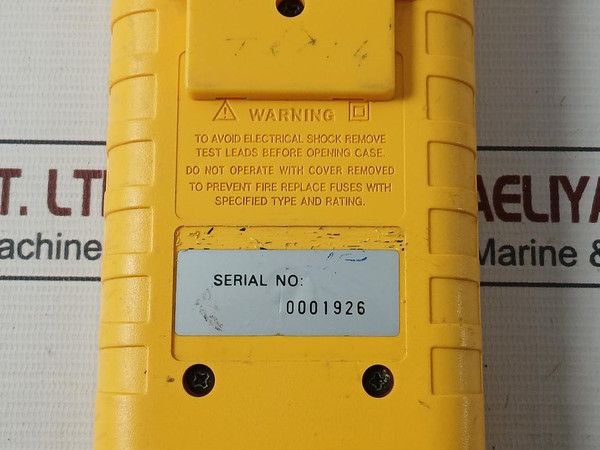 WARNING
TO AVOID ELECTRICAL SHOCK REMOVE
TEST LEADS BEFORE OPENING CASE.
DO NOT OPERATE WITH COVER REMOVED
TO PREVENT FIRE REPLACE FUSES WITH
SPECIFIED TYPE AND RATING.
T. LT
AELIYA
achine
Marine &
SERIAL NO:
0001926